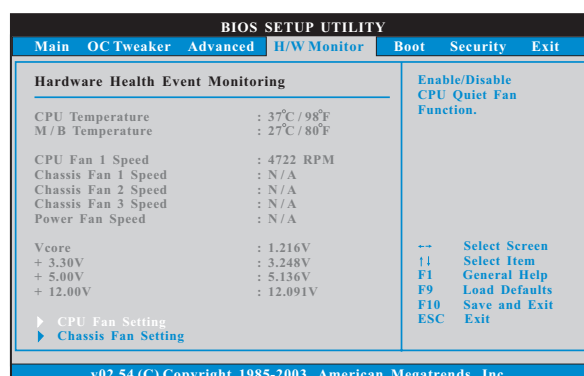 BIOS SETUP UTILITY
Main OC Tweaker Advanced H/W Monitor Boot Security Exit
Hardware Health Event Monitoring
CPU Temperature : 37°C / 98°F
M / B Temperature : 27°C / 80°F
CPU Fan 1 Speed : 4722 RPM
Chassis Fan 1 Speed : N / A
Chassis Fan 2 Speed : N / A
Chassis Fan 3 Speed : N / A
Power Fan Speed : N / A
Vcore : 1.216V
+ 3.30V : 3.248V
+ 5.00V : 5.136V
+ 12.00V : 12.091V
CPU Fan Setting
Chassis Fan Setting
Enable/Disable
CPU Quiet Fan
Function.
←→ Select Screen
↑↓ Select Item
F1 General Help
F9 Load Defaults
F10 Save and Exit
ESC Exit
v02.54 (C) Copyright 1985-2003, American Megatrends, Inc.